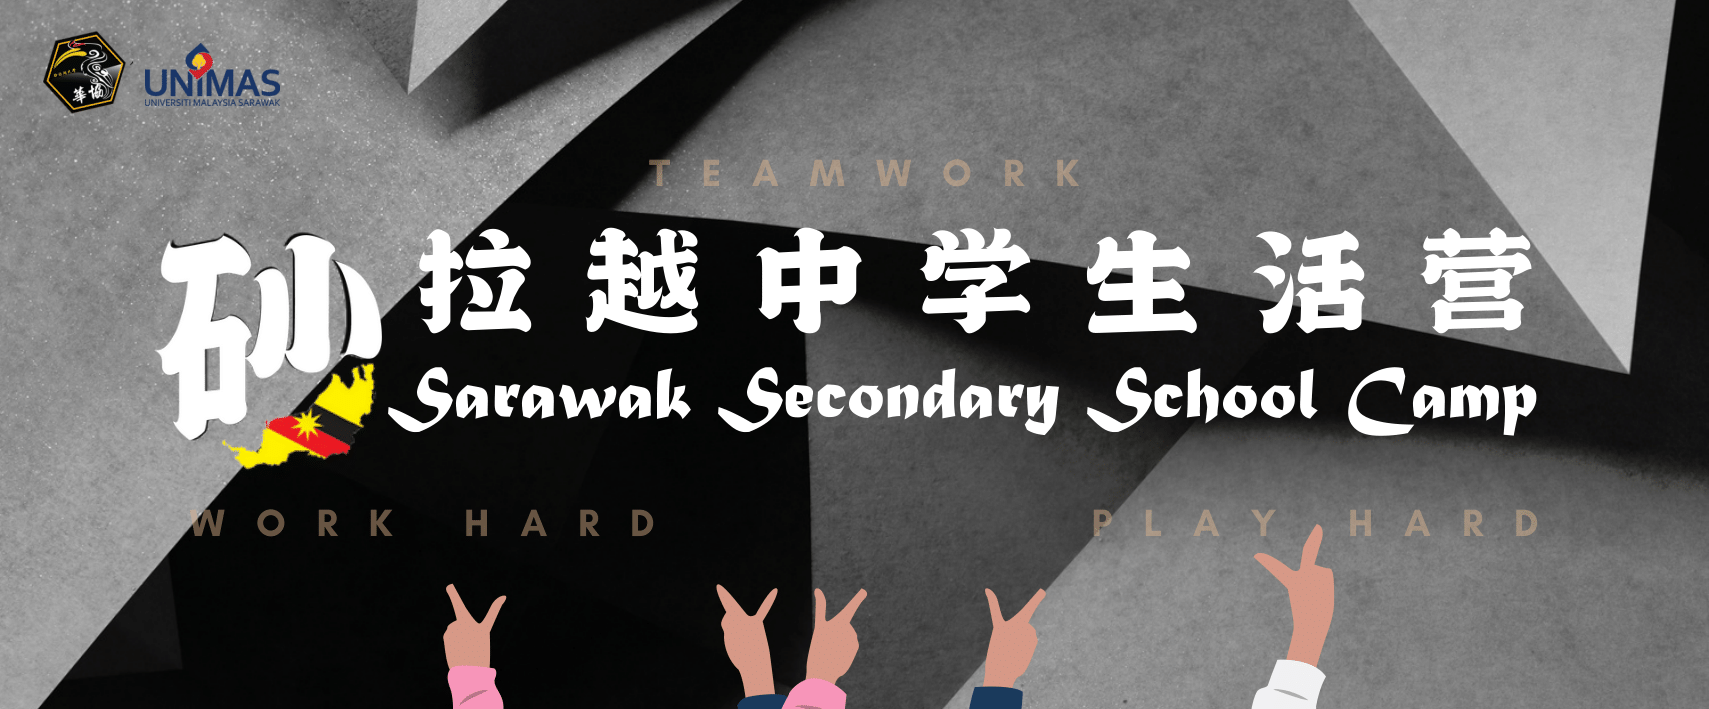 華協
UNIMAS
UNIVERSITI MALAYSIA SARAWAK
TEAMWORK
砂拉越中学生活营
Sarawak Secondary School Camp
WORK HARD
PLAY HARD